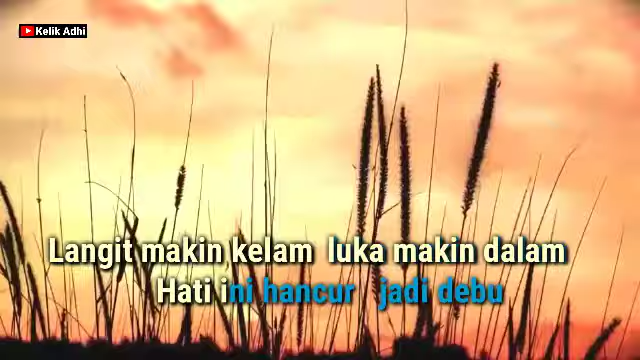 Kelik Adhi
Langit makin kelam luka makin dalam
Hati ini hancur jadi debu